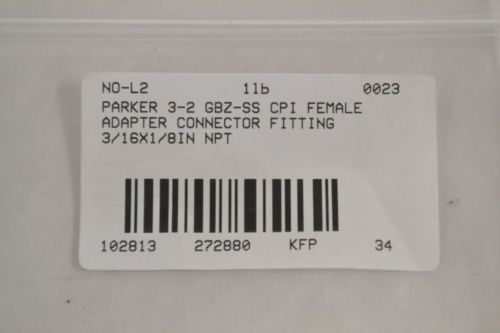 NO-L2 11b 0023
PARKER 3-2 GBZ-SS CPI FEMALE
ADAPTER CONNECTOR FITTING
3/16X1/8IN NPT
102813 272880 KFP 34